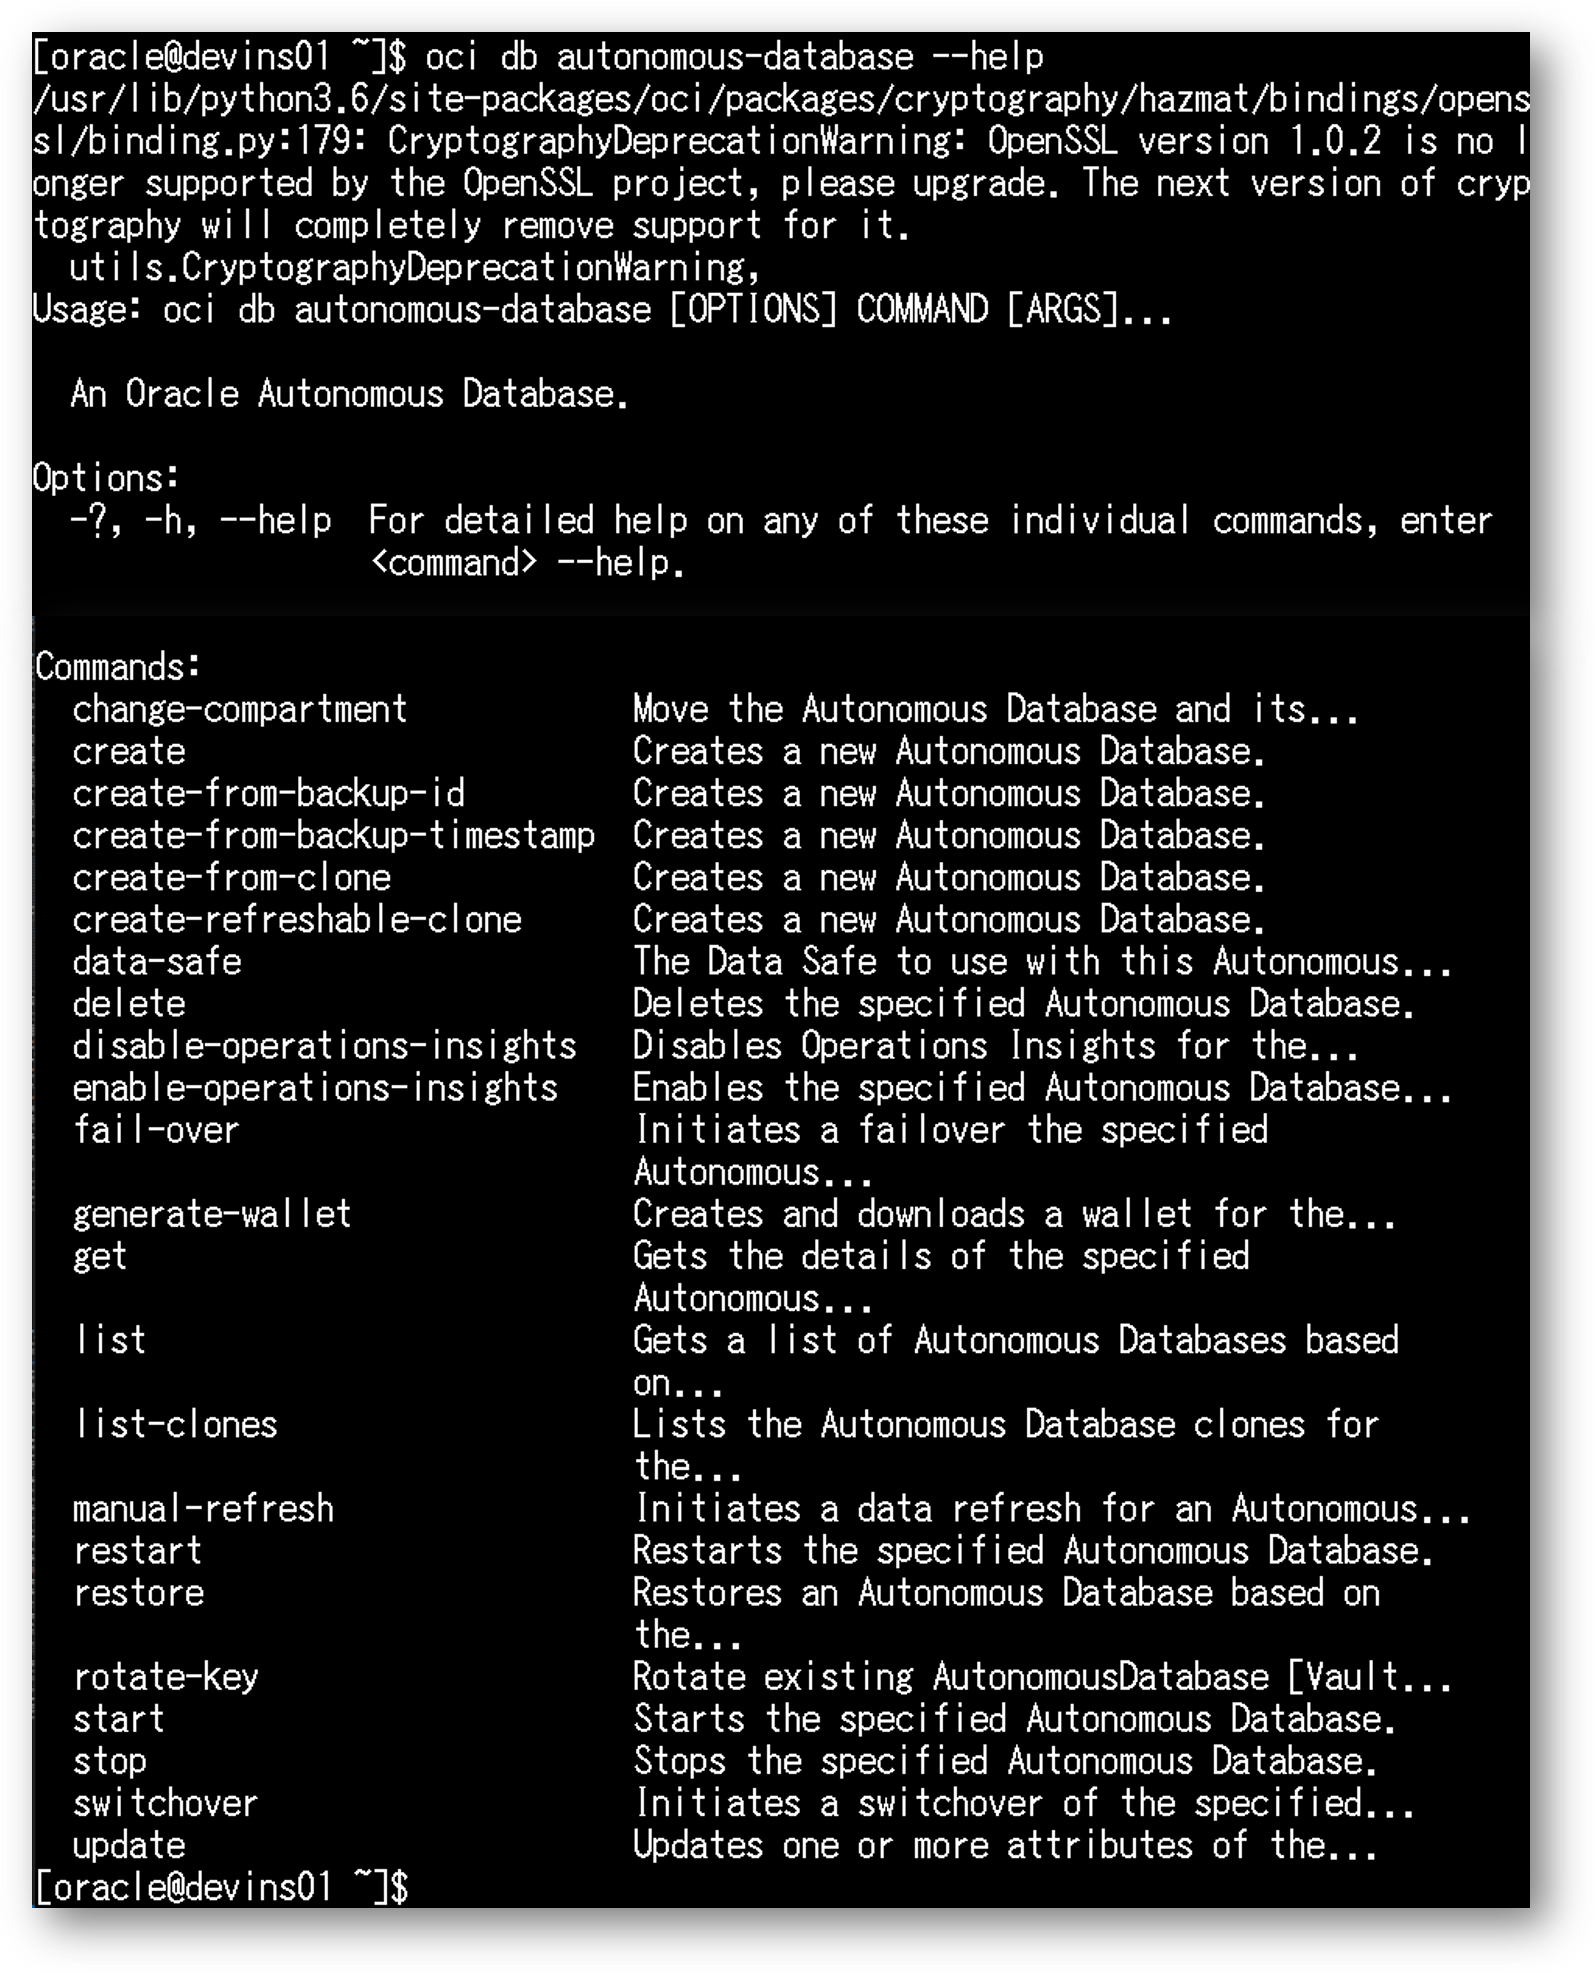 [oracle@devins01 ~]$ oci db autonomous-database --help
/usr/lib/python3.6/site-packages/oci/packages/cryptography/hazmat/bindings/opens
sl/binding.py:179: CryptographyDeprecationWarning: OpenSSL version 1.0.2 is no l
onger supported by the OpenSSL project, please upgrade. The next version of cryp
tography will completely remove support for it.
  utils.CryptographyDeprecationWarning,
Usage: oci db autonomous-database [OPTIONS] COMMAND [ARGS]...

  An Oracle Autonomous Database.

Options:
  -?, -h, --help  For detailed help on any of these individual commands, enter
                  <command> --help.

Commands:
  change-compartment            Move the Autonomous Database and its...
  create                        Creates a new Autonomous Database.
  create-from-backup-id         Creates a new Autonomous Database.
  create-from-backup-timestamp  Creates a new Autonomous Database.
  create-from-clone             Creates a new Autonomous Database.
  create-refreshable-clone      Creates a new Autonomous Database.
  data-safe                     The Data Safe to use with this Autonomous...
  delete                        Deletes the specified Autonomous Database.
  disable-operations-insights   Disables Operations Insights for the...
  enable-operations-insights    Enables the specified Autonomous Database...
  fail-over                     Initiates a failover the specified
                                Autonomous...
  generate-wallet               Creates and downloads a wallet for the...
  get                           Gets the details of the specified
                                Autonomous...
  list                          Gets a list of Autonomous Databases based
                                on...
  list-clones                   Lists the Autonomous Database clones for
                                the...
  manual-refresh                Initiates a data refresh for an Autonomous...
  restart                       Restarts the specified Autonomous Database.
  restore                       Restores an Autonomous Database based on
                                the...
  rotate-key                    Rotate existing AutonomousDatabase [Vault...
  start                         Starts the specified Autonomous Database.
  stop                          Stops the specified Autonomous Database.
  switchover                    Initiates a switchover of the specified...
  update                        Updates one or more attributes of the...
[oracle@devins01 ~]$